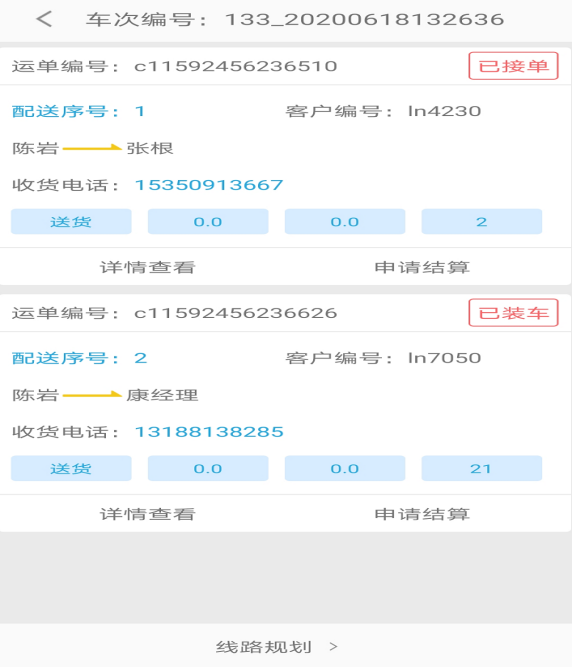 < 车次编号：133_20200618132636
运单编号：c11592456236510 已接单
配送序号：1 客户编号：ln4230
陈岩 张根
收货电话：15350913667
送货 0.0 0.0 2
详情查看 申请结算
运单编号：c11592456236626 已装车
配送序号：2 客户编号：ln7050
陈岩 康经理
收货电话：13188138285
送货 0.0 0.0 21
详情查看 申请结算
线路规划 >